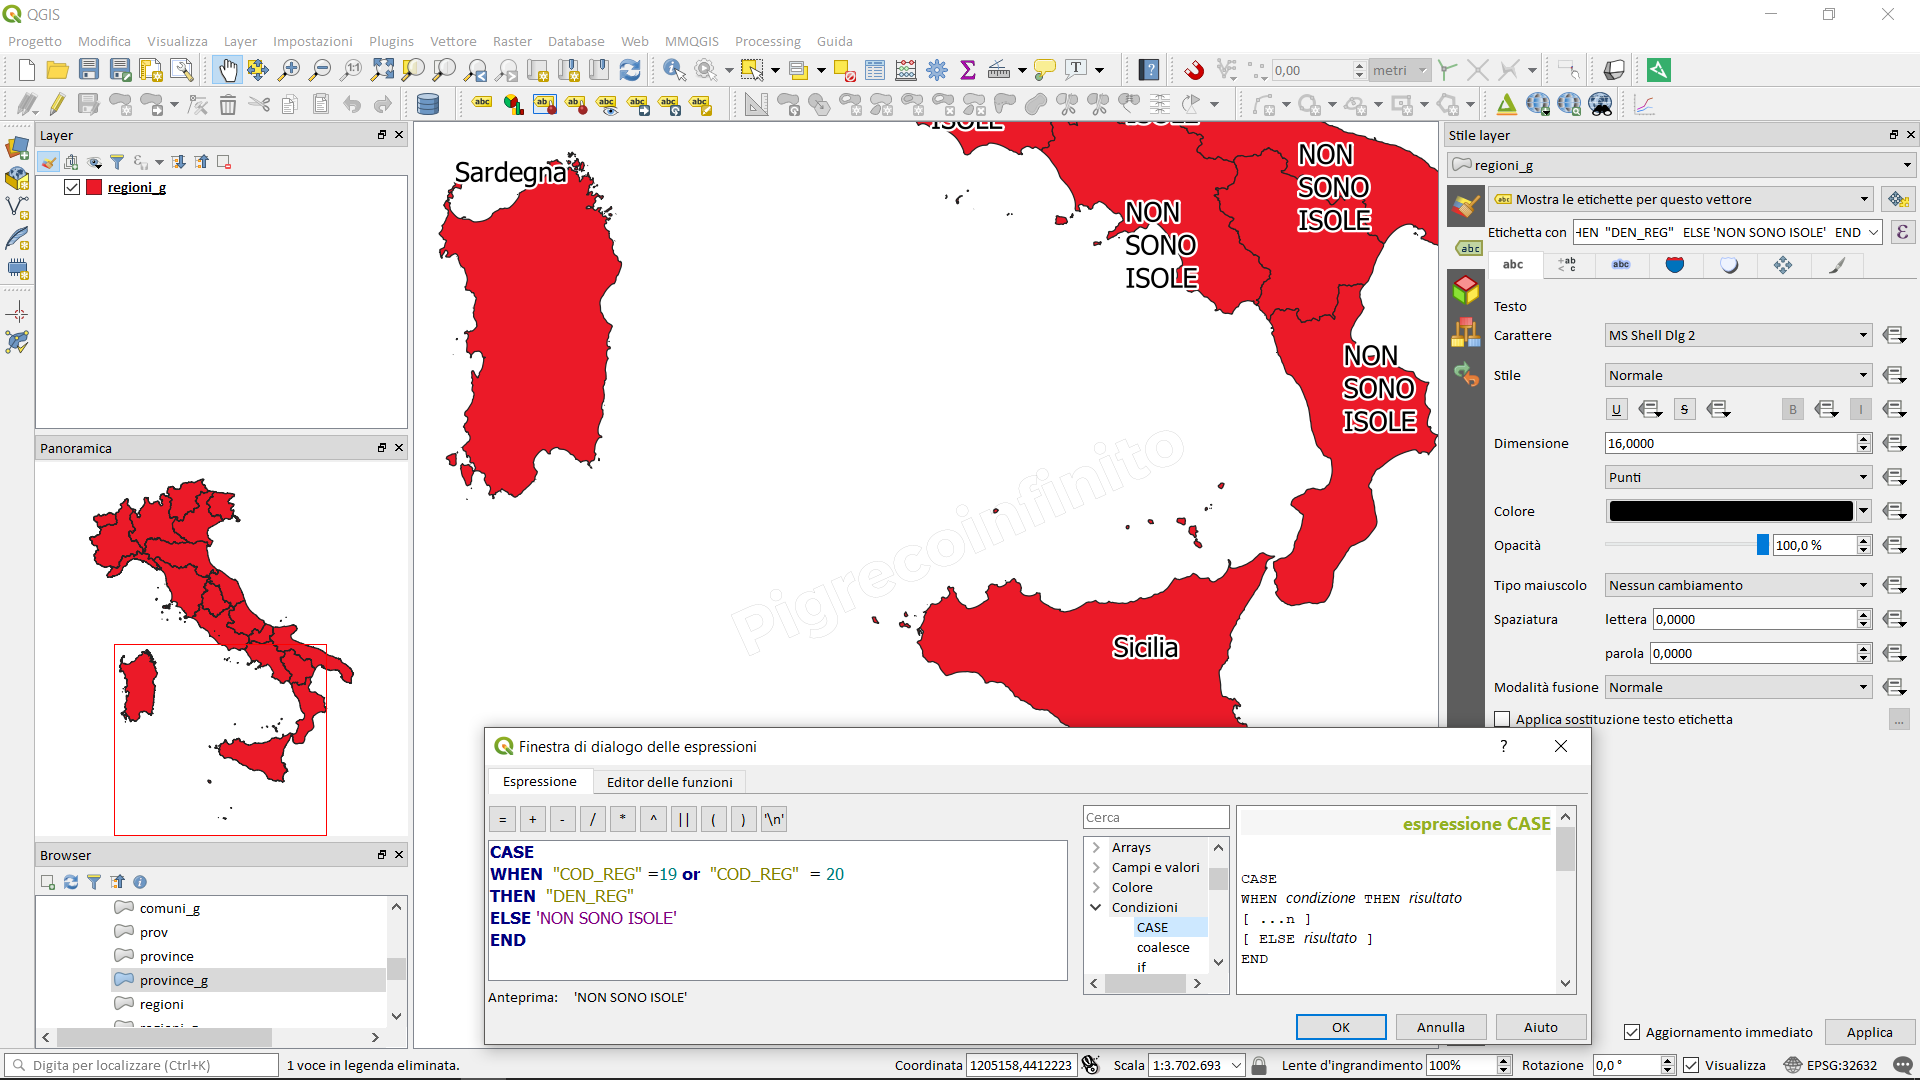 QGIS
Progetto Modifica Visualizza Layer Impostazioni Plugins Vettore Raster Database Web MMQGIS Processing Guida
0,00 metri
Layer
regioni_g
Panoramica
Browser
comuni_g
prov
province
province_g
regioni
ISOLE
Sardegna
NON
SONO
ISOLE
NON
SONO
ISOLE
NON
SONO
ISOLE
Sicilia
Pigrecoinfinito
Stile layer
regioni_g
Mostra le etichette per questo vettore
Etichetta con HEN "DEN_REG" ELSE 'NON SONO ISOLE' END
Testo
Carattere MS Shell Dlg 2
Stile Normale
U S B I
Dimensione 16,0000
Punti
Colore
Opacità 100,0 %
Tipo maiuscolo Nessun cambiamento
Spaziatura lettera 0,0000
parola 0,0000
Modalità fusione Normale
Applica sostituzione testo etichetta ...
Finestra di dialogo delle espressioni ?
Espressione Editor delle funzioni
= + - / * ^ || ( ) '\n'
CASE
WHEN "COD_REG" =19 or "COD_REG" = 20
THEN "DEN_REG"
ELSE 'NON SONO ISOLE'
END
Anteprima: 'NON SONO ISOLE'
Cerca
Arrays
Campi e valori
Colore
Condizioni
CASE
coalesce
if
espressione CASE
CASE
WHEN condizione THEN risultato
[ ...n ]
[ ELSE risultato ]
END
OK Annulla Aiuto
Aggiornamento immediato Applica
Digita per localizzare (Ctrl+K) 1 voce in legenda eliminata. Coordinata 1205158,4412223 Scala 1:3.702.693 Lente d'ingrandimento 100% Rotazione 0,0 ° Visualizza EPSG:32632